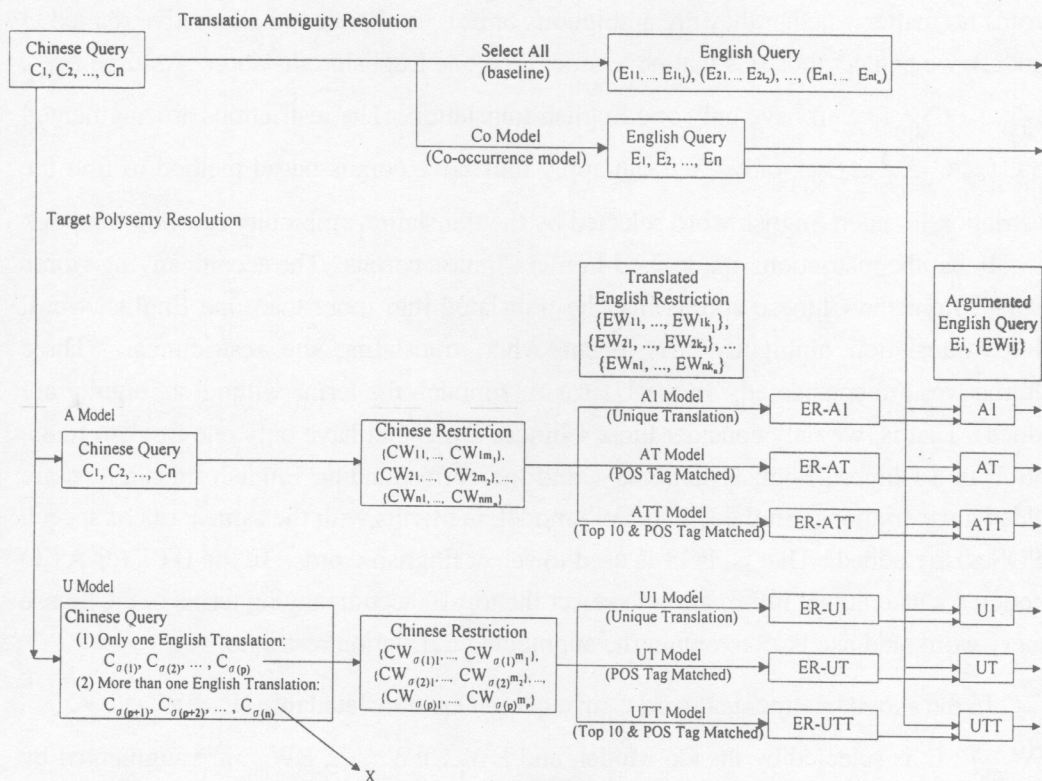 Translation Ambiguity Resolution
Chinese Query
C1, C2, ..., Cn
Select All
(baseline)
English Query
(E11, ... E1t1), (E21, ... E2t2), ..., (En1, ... Entn)
Co Model
(Co-occurrence model)
English Query
E1, E2, ..., En
Target Polysemy Resolution
Translated
English Restriction
{EW11, ..., EW1k1},
{EW21, ..., EW2k2},
{EWn1, ..., EWnkn}
Argumented
English Query
Ei, {EWij}
A Model
Chinese Query
C1, C2, ..., Cn
Chinese Restriction
{CW11, ..., CW1m1},
{CW21, ..., CW2m2}, ...,
{CWn1, ..., CWnmn}
A1 Model
(Unique Translation)
ER-A1
A1
AT Model
(POS Tag Matched)
ER-AT
AT
ATT Model
(Top 10 & POS Tag Matched)
ER-ATT
ATT
U Model
Chinese Query
(1) Only one English Translation:
Cσ(1), Cσ(2), ..., Cσ(p)
(2) More than one English Translation:
Cσ(p+1), Cσ(p+2), ..., Cσ(n)
Chinese Restriction
{CWσ(1)1, ..., CWσ(1)m1},
{CWσ(2)1, ..., CWσ(2)m2}, ...,
{CWσ(p)1, ..., CWσ(p)mp}
U1 Model
(Unique Translation)
ER-U1
U1
UT Model
(POS Tag Matched)
ER-UT
UT
UTT Model
(Top 10 & POS Tag Matched)
ER-UTT
UTT
X